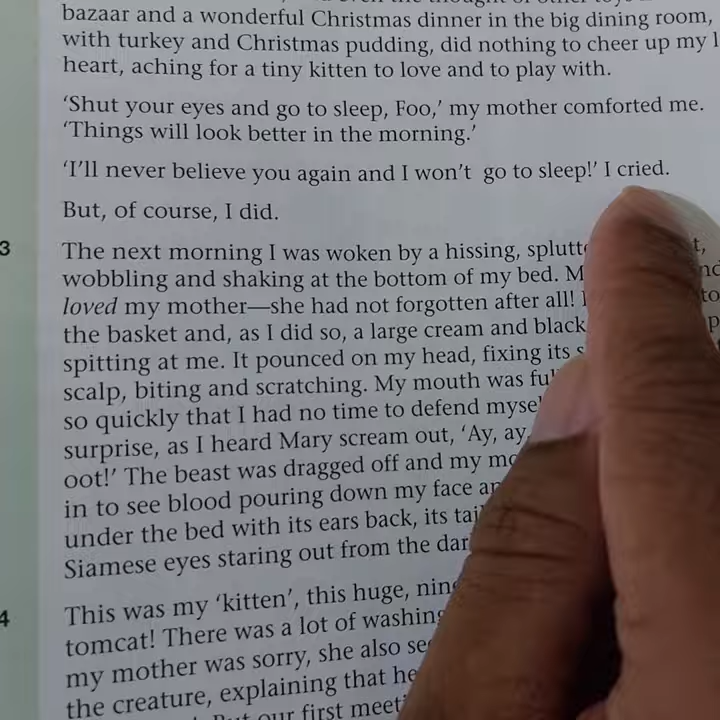 bazaar and a wonderful Christmas dinner in the big dining room,
with turkey and Christmas pudding, did nothing to cheer up my
heart, aching for a tiny kitten to love and to play with.
‘Shut your eyes and go to sleep, Foo,’ my mother comforted me.
‘Things will look better in the morning.’
‘I’ll never believe you again and I won’t go to sleep!’ I cried.
But, of course, I did.
3 The next morning I was woken by a hissing,
wobbling and shaking at the bottom of my bed.
loved my mother—she had not forgotten after all!
the basket and, as I did so, a large cream and black
spitting at me. It pounced on my head, fixing its
scalp, biting and scratching. My mouth was
so quickly that I had no time to defend
surprise, as I heard Mary scream out, ‘Ay, ay,
oot!’ The beast was dragged off and my
in to see blood pouring down my face
under the bed with its ears back, its
Siamese eyes staring out from the
4 This was my ‘kitten’, this huge,
tomcat! There was a lot of
my mother was sorry, she also
the creature, explaining that
our first